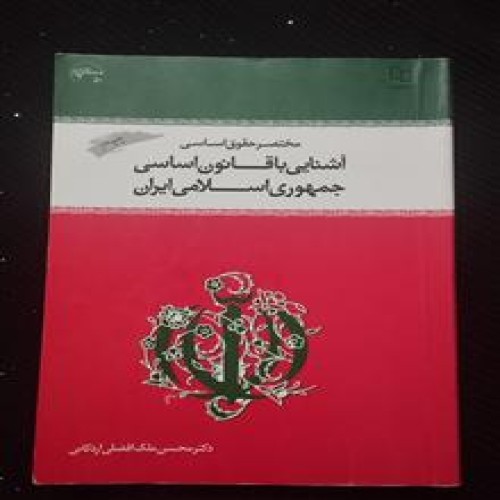 مختصر حقوق اساسی
آشنایی با قانون اساسی
جمهوری اسلامی ایران
دکتر محسن ملک افضلی اردکانی